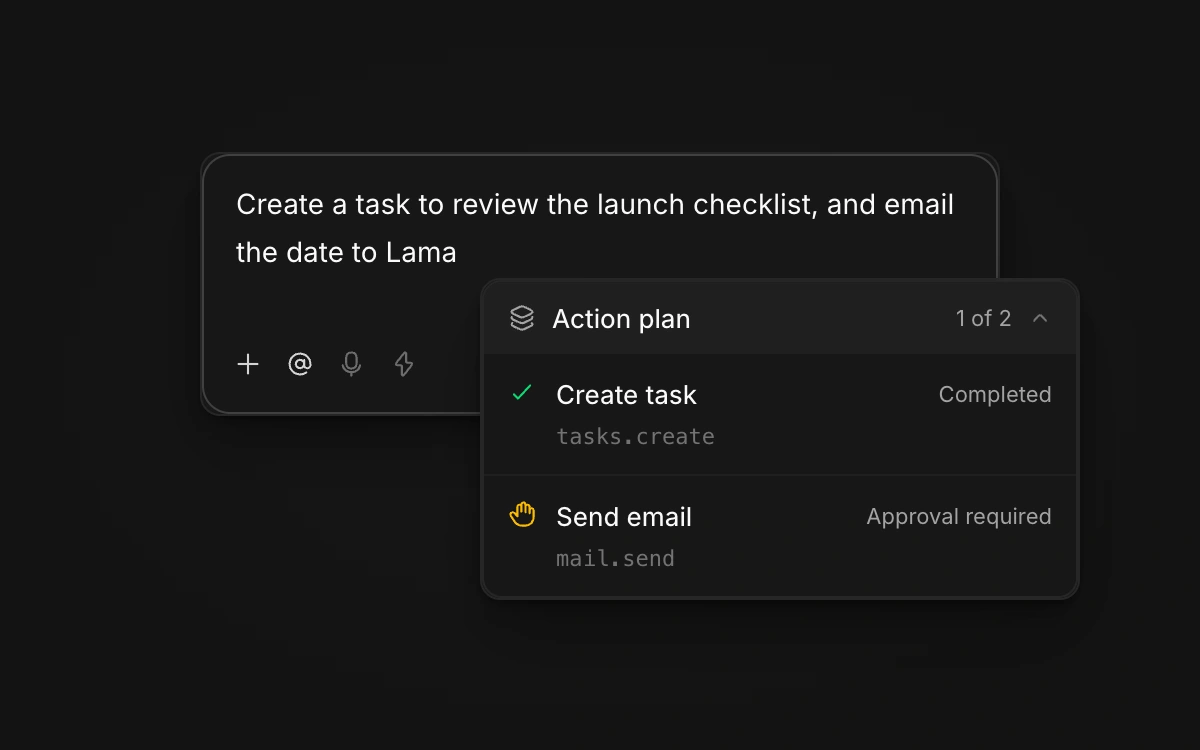 Create a task to review the launch checklist, and email
the date to Lama
Action plan
1 of 2
Create task
Completed
tasks.create
Send email
Approval required
mail.send